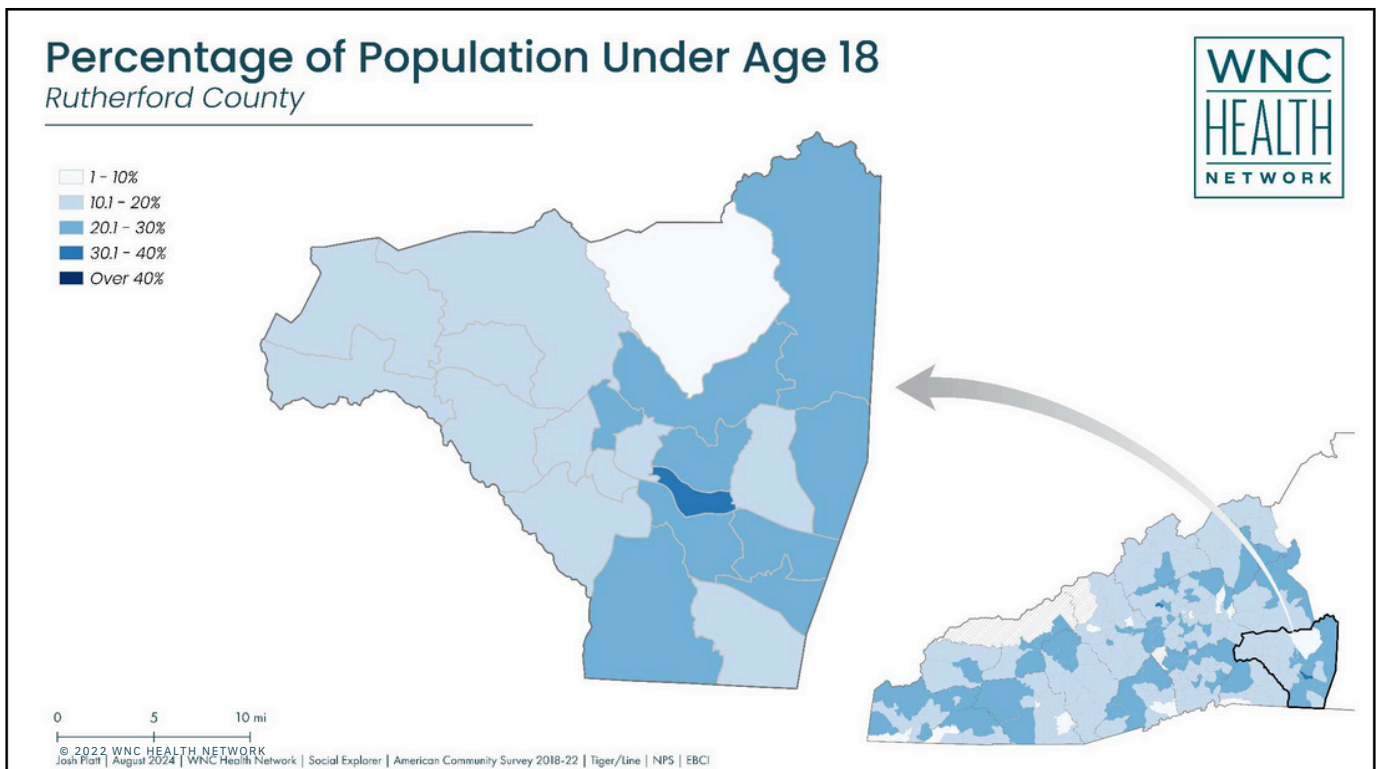 Percentage of Population Under Age 18
Rutherford County
WNC
HEALTH
NETWORK
1 - 10%
10.1 - 20%
20.1 - 30%
30.1 - 40%
Over 40%
0 5 10 mi
© 2022 WNC HEALTH NETWORK
Josh Platt | August 2024 | WNC Health Network | Social Explorer | American Community Survey 2018-22 | Tiger/Line | NPS | EBCI